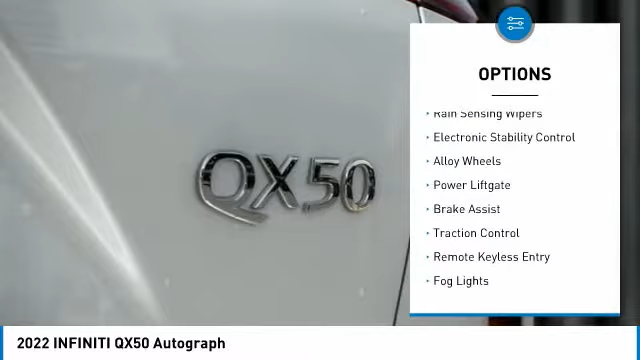 OPTIONS
Rain Sensing Wipers
Electronic Stability Control
Alloy Wheels
Power Liftgate
Brake Assist
Traction Control
Remote Keyless Entry
Fog Lights
QX50
2022 INFINITI QX50 Autograph